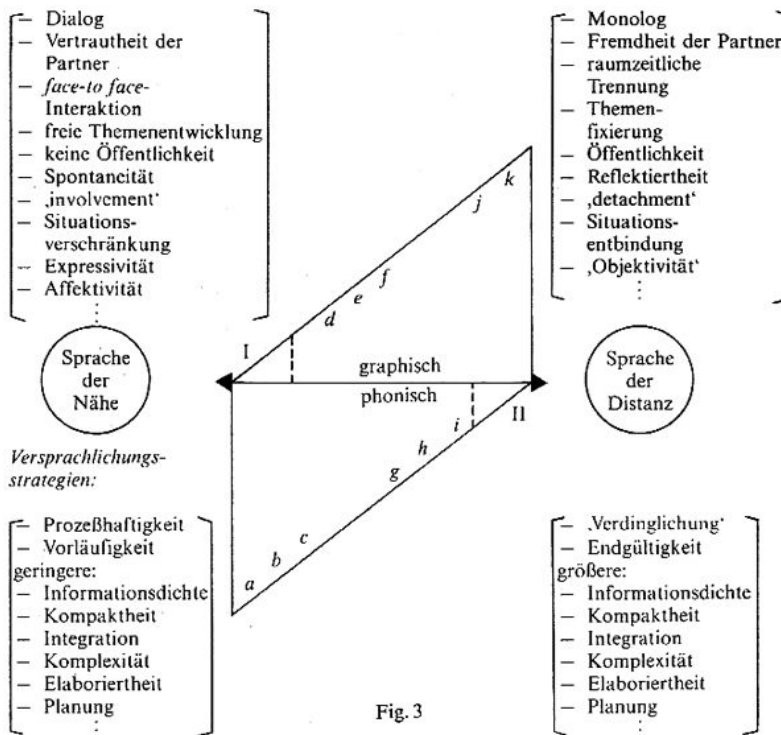 – Dialog
– Vertrautheit der
Partner
– face-to face-
Interaktion
– freie Themenentwicklung
– keine Öffentlichkeit
– Spontaneität
– ‚involvement‘
– Situations-
verschränkung
– Expressivität
– Affektivität
⋮
– Monolog
– Fremdheit der Partner
– raumzeitliche
Trennung
– Themen-
fixierung
– Öffentlichkeit
– Reflektiertheit
– ‚detachment‘
– Situations-
entbindung
– ‚Objektivität‘
⋮
k
j
f
e
d
I
Sprache
der
Nähe
graphisch
phonisch
Sprache
der
Distanz
II
i
h
g
c
b
a
Versprachlichungs-
strategien:
– Prozeßhaftigkeit
– Vorläufigkeit
geringere:
– Informationsdichte
– Kompaktheit
– Integration
– Komplexität
– Elaboriertheit
– Planung
⋮
– ‚Verdinglichung‘
– Endgültigkeit
größere:
– Informationsdichte
– Kompaktheit
– Integration
– Komplexität
– Elaboriertheit
– Planung
⋮
Fig. 3